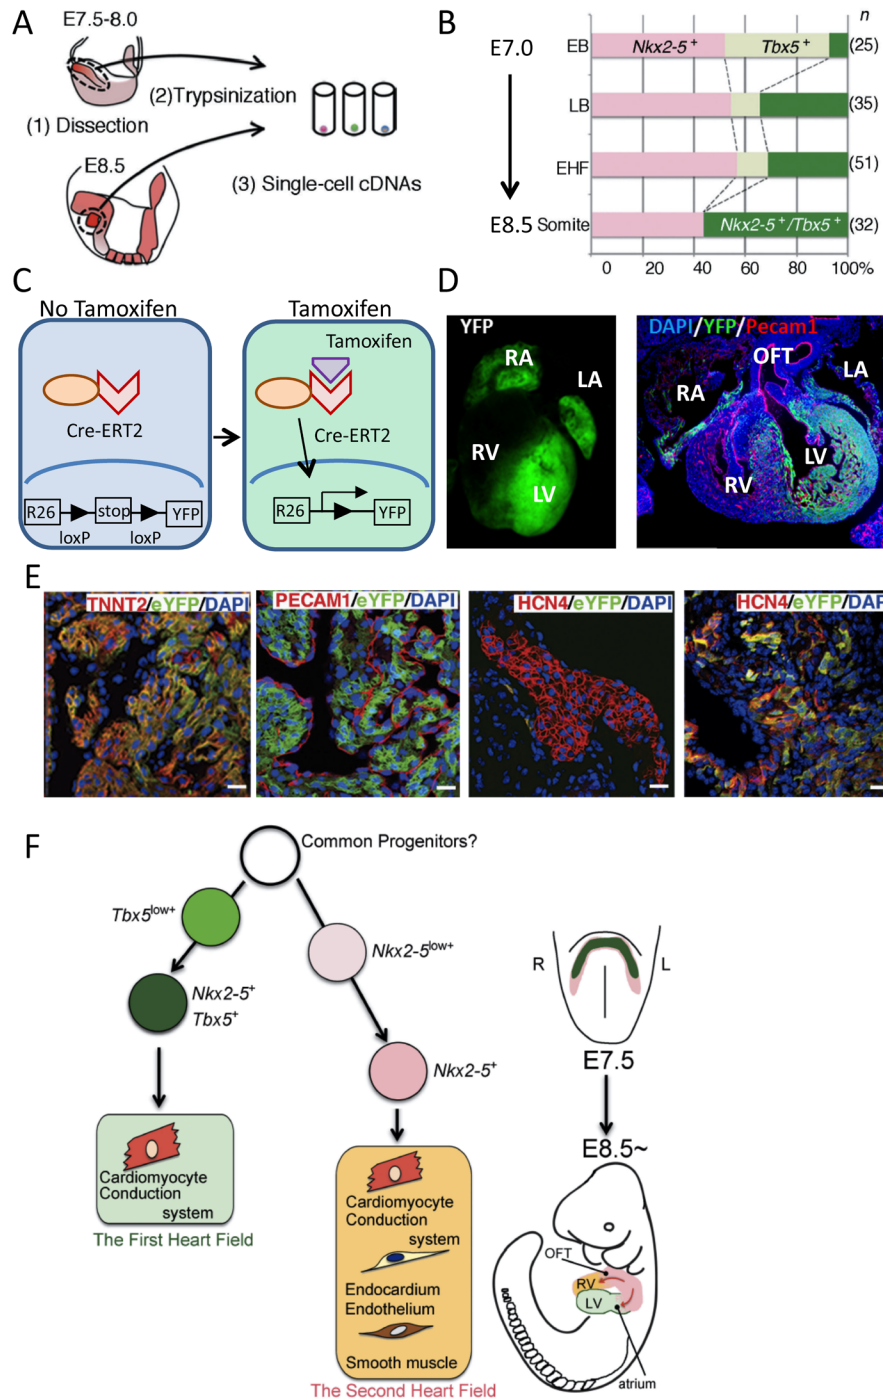 A
E7.5-8.0
(2)Trypsinization
(1) Dissection
E8.5
(3) Single-cell cDNAs
B
n
E7.0
EB
Nkx2-5+
Tbx5+
(25)
LB
(35)
EHF
(51)
E8.5
Somite
Nkx2-5+/Tbx5+
(32)
0 20 40 60 80 100%
C
No Tamoxifen
Tamoxifen
Tamoxifen
Cre-ERT2
Cre-ERT2
R26
stop
YFP
loxP
loxP
R26
YFP
D
YFP
RA
LA
RV
LV
DAPI/YFP/Pecam1
OFT
RA
LA
LV
RV
E
TNNT2/eYFP/DAPI
PECAM1/eYFP/DAPI
HCN4/eYFP/DAPI
HCN4/eYFP/DAP
F
Common Progenitors?
Tbx5low+
Nkx2-5low+
Nkx2-5+
Tbx5+
Nkx2-5+
Cardiomyocyte
Conduction
system
The First Heart Field
Cardiomyocyte
Conduction
system
Endocardium
Endothelium
Smooth muscle
The Second Heart Field
R
L
E7.5
E8.5~
OFT
RV
LV
atrium